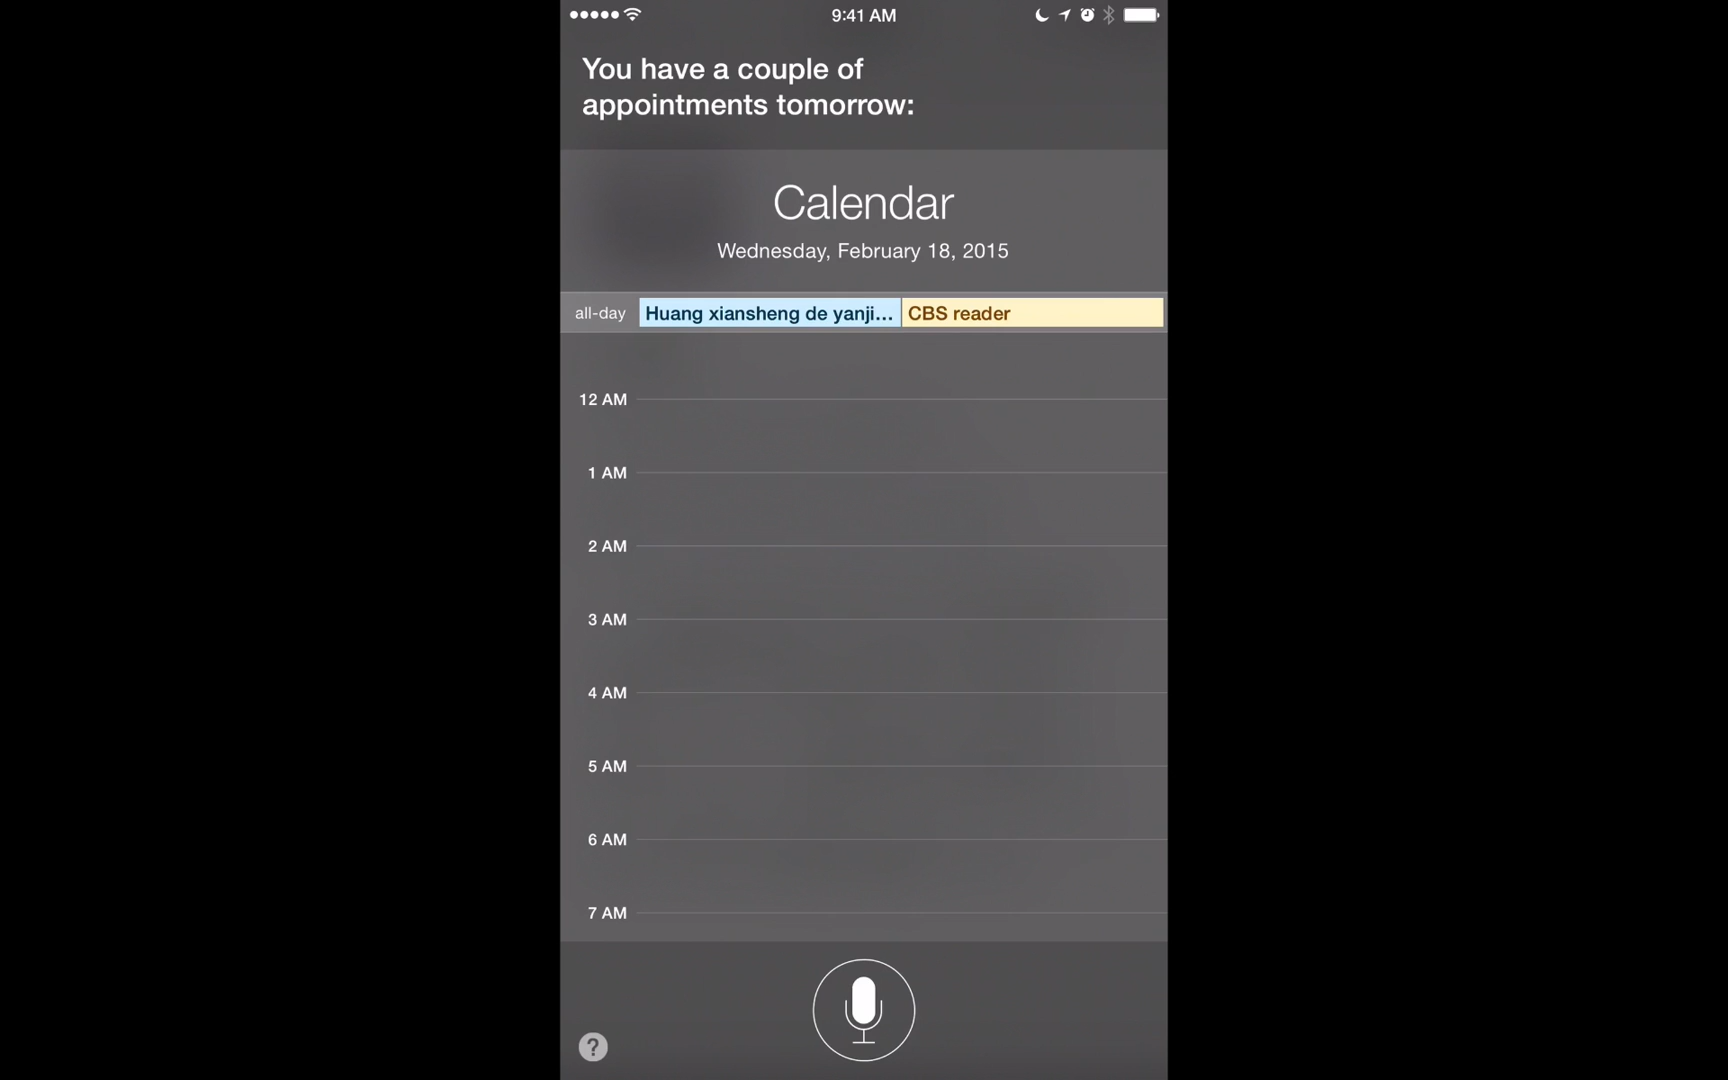 9:41 AM
You have a couple of
appointments tomorrow:
Calendar
Wednesday, February 18, 2015
all-day Huang xiansheng de yanji... CBS reader
12 AM
1 AM
2 AM
3 AM
4 AM
5 AM
6 AM
7 AM
?